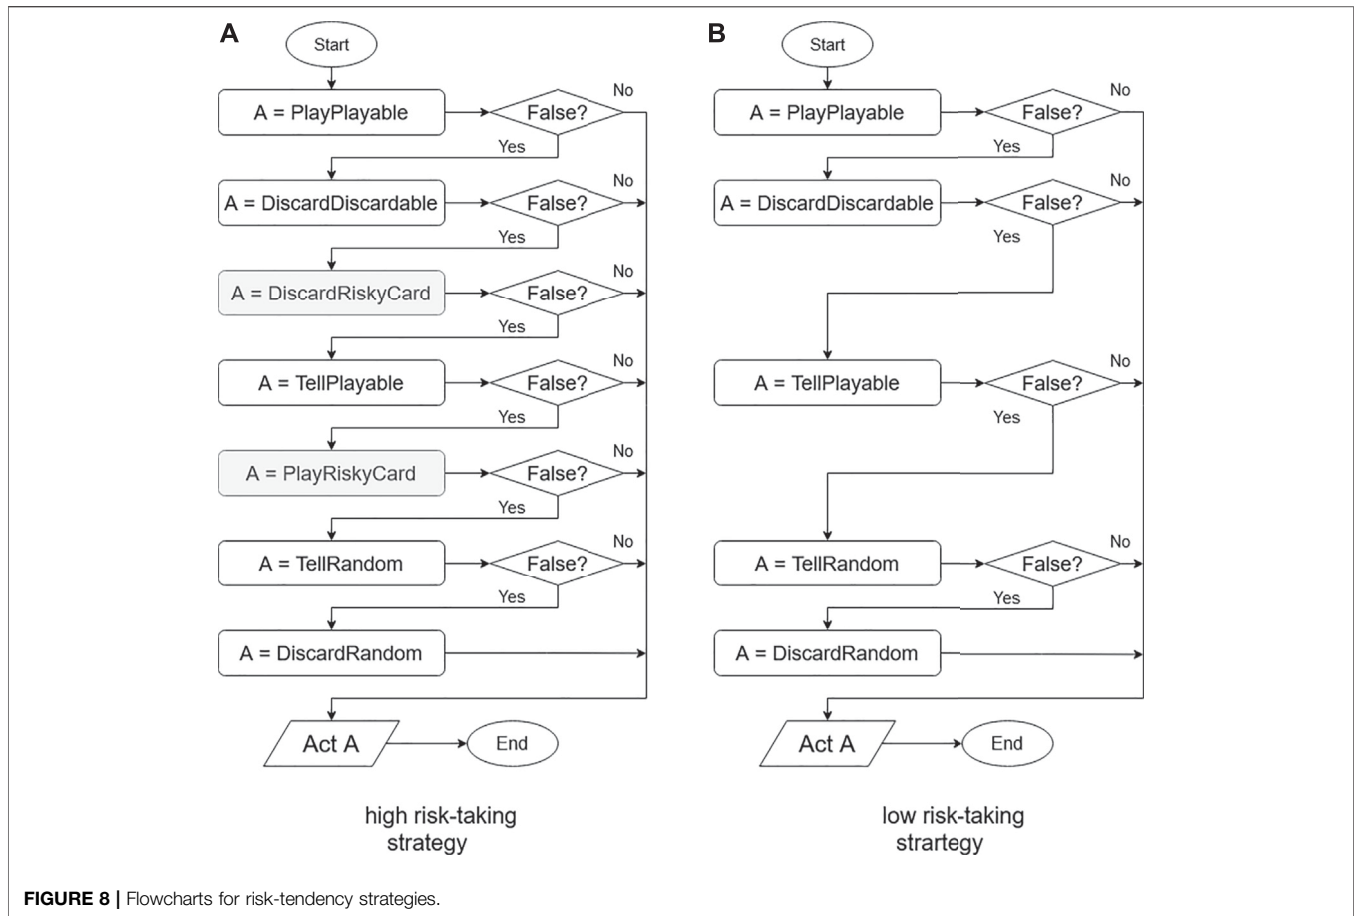 A
Start
A = PlayPlayable
False?
No
Yes
A = DiscardDiscardable
False?
No
Yes
A = DiscardRiskyCard
False?
No
Yes
A = TellPlayable
False?
No
Yes
A = PlayRiskyCard
False?
No
Yes
A = TellRandom
False?
No
Yes
A = DiscardRandom
Act A
End
high risk-taking
strategy
B
Start
A = PlayPlayable
False?
No
Yes
A = DiscardDiscardable
False?
No
Yes
A = TellPlayable
False?
No
Yes
A = TellRandom
False?
No
Yes
A = DiscardRandom
Act A
End
low risk-taking
strartegy
FIGURE 8 | Flowcharts for risk-tendency strategies.